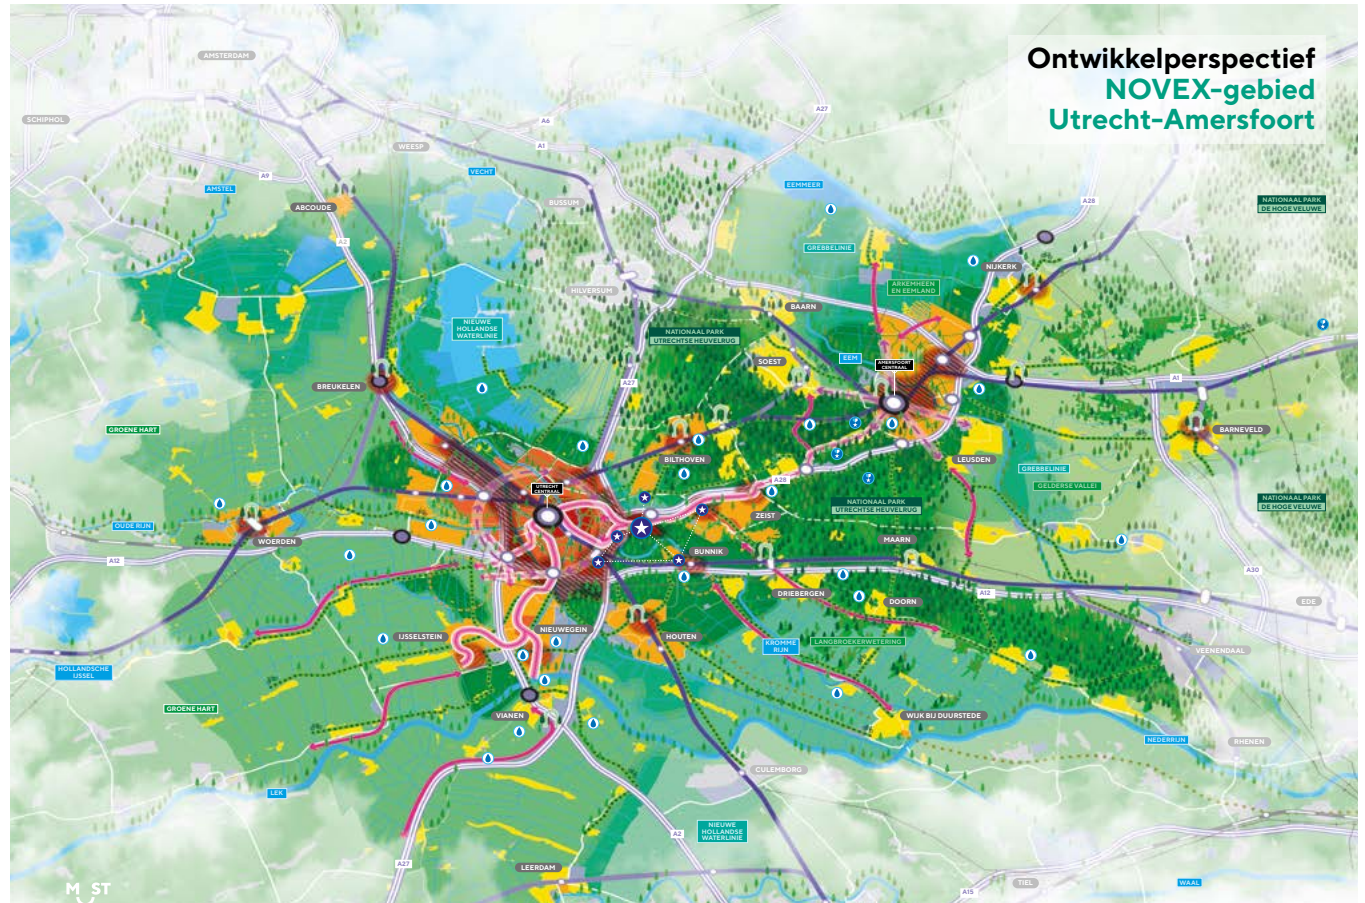 Ontwikkelperspectief
NOVEX-gebied
Utrecht-Amersfoort
AMSTERDAM
SCHIPHOL
A6
A27
A1
WEESP
A9
VECHT
AMSTEL
EEMMEER
BUSSUM
ABCOUDE
A28
NATIONAAL PARK
DE HOGE VELUWE
A2
GREBBELINIE
NIJKERK
HILVERSUM
ARKEMHEEN
EN EEMLAND
BAARN
NIEUWE
HOLLANDSE
WATERLINIE
NATIONAAL PARK
UTRECHTSE HEUVELRUG
SOEST
EEM
AMERSFOORT
CENTRAAL
BREUKELEN
A27
A1
GROENE HART
BARNEVELD
BILTHOVEN
LEUSDEN
GREBBELINIE
A28
GELDERSE VALLEI
UTRECHT
CENTRAAL
NATIONAAL PARK
UTRECHTSE HEUVELRUG
NATIONAAL PARK
DE HOGE VELUWE
ZEIST
OUDE RIJN
WOERDEN
MAARN
BUNNIK
A12
A30
DRIEBERGEN
A12
DOORN
EDE
IJSSELSTEIN
NIEUWEGEIN
HOUTEN
KROMME
RIJN
LANGBROEKERWETERING
VEENENDAAL
HOLLANDSCHE
IJSSEL
GROENE HART
VIANEN
WIJK BIJ DUURSTEDE
NEDERRIJN
RHENEN
CULEMBORG
LEK
NIEUWE
HOLLANDSE
WATERLINIE
A2
A27
LEERDAM
TIEL
WAAL
A15
M ST